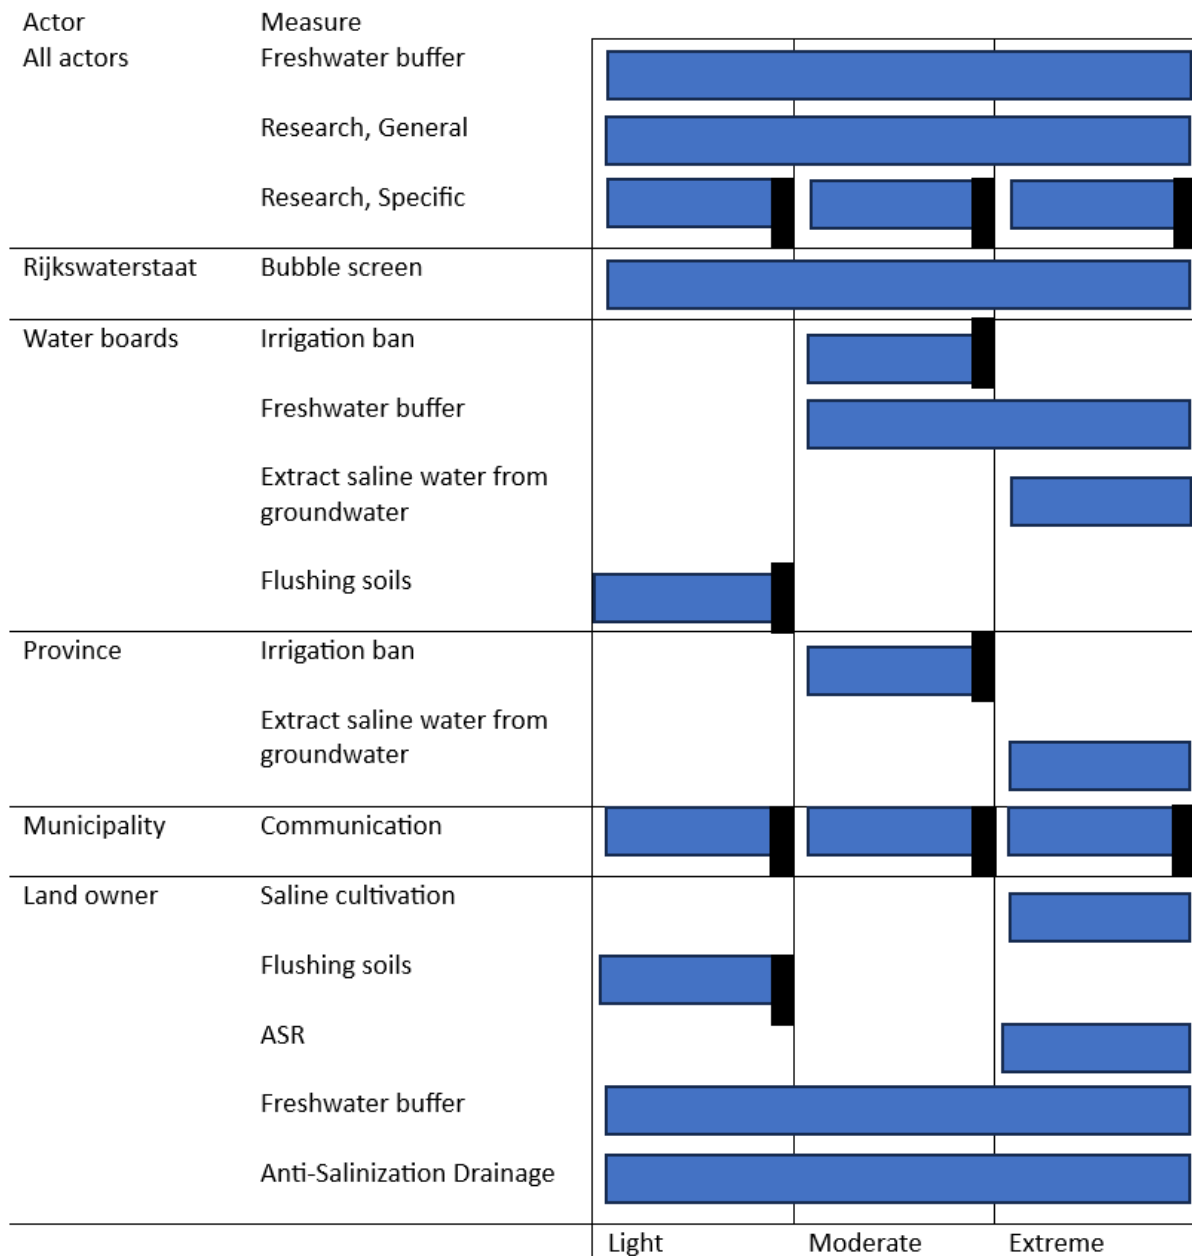 Actor Measure
All actors Freshwater buffer
Research, General
Research, Specific
Rijkswaterstaat Bubble screen
Water boards Irrigation ban
Freshwater buffer
Extract saline water from
groundwater
Flushing soils
Province Irrigation ban
Extract saline water from
groundwater
Municipality Communication
Land owner Saline cultivation
Flushing soils
ASR
Freshwater buffer
Anti-Salinization Drainage
Light Moderate Extreme